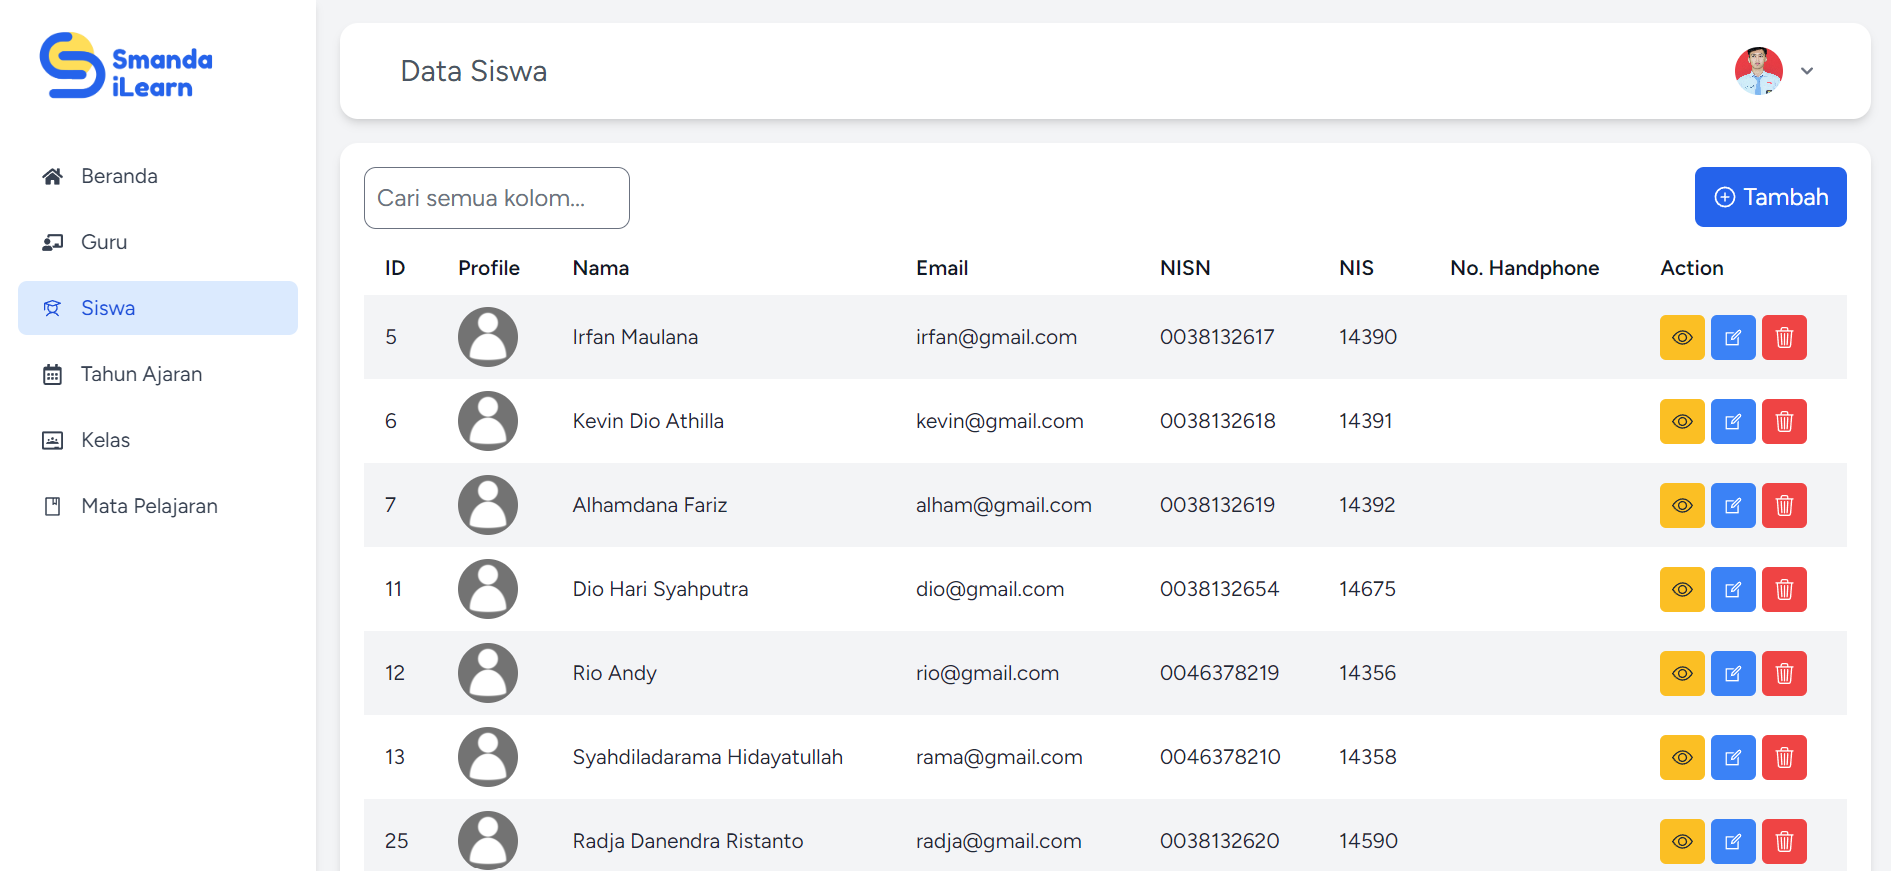 Smanda
iLearn
Data Siswa
Beranda
Guru
Siswa
Tahun Ajaran
Kelas
Mata Pelajaran
Cari semua kolom...
Tambah
ID Profile Nama Email NISN NIS No. Handphone Action
5 Irfan Maulana irfan@gmail.com 0038132617 14390
6 Kevin Dio Athilla kevin@gmail.com 0038132618 14391
7 Alhamdana Fariz alham@gmail.com 0038132619 14392
11 Dio Hari Syahputra dio@gmail.com 0038132654 14675
12 Rio Andy rio@gmail.com 0046378219 14356
13 Syahdiladarama Hidayatullah rama@gmail.com 0046378210 14358
25 Radja Danendra Ristanto radja@gmail.com 0038132620 14590